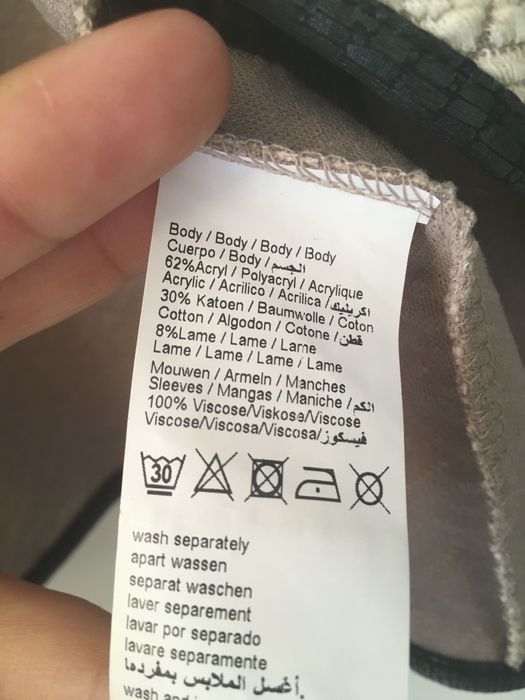 Body / Body / Body / Body
Cuerpo / Body / الجسم
62%Acryl / Polyacryl / Acrylique
Acrylic / Acrilico / Acrilica / اكريليك
30% Katoen / Baumwolle / Coton
Cotton / Algodon / Cotone / قطن
8%Lame / Lame / Lame
Lame / Lame / Lame / Lame
Mouwen / Armeln / Manches
Sleeves / Mangas / Maniche / الكم
100% Viscose/Viskose/Viscose
Viscose/Viscosa/Viscosa/فيسكوز
30
wash separately
apart wassen
separat waschen
laver separement
lavar por separado
lavare separamente
أغسل الملابس بمفردها.
wash and